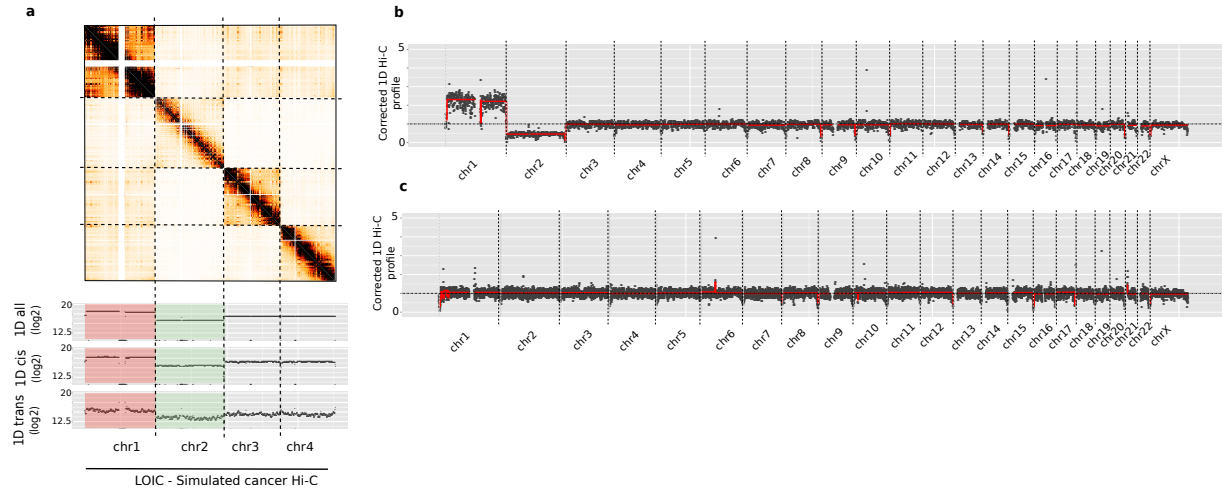 a
20
12.5
1D all
(log2)
20
12.5
1D cis
(log2)
20
12.5
1D trans
(log2)
chr1 chr2 chr3 chr4
LOIC - Simulated cancer Hi-C
b
Corrected 1D Hi-C
profile
5
1
0
chr1 chr2 chr3 chr4 chr5 chr6 chr7 chr8 chr9 chr10 chr11 chr12 chr13 chr14 chr15 chr16 chr17 chr18 chr19 chr20 chr21 chr22 chrX
c
Corrected 1D Hi-C
profile
5
1
0
chr1 chr2 chr3 chr4 chr5 chr6 chr7 chr8 chr9 chr10 chr11 chr12 chr13 chr14 chr15 chr16 chr17 chr18 chr19 chr20 chr21 chr22 chrX